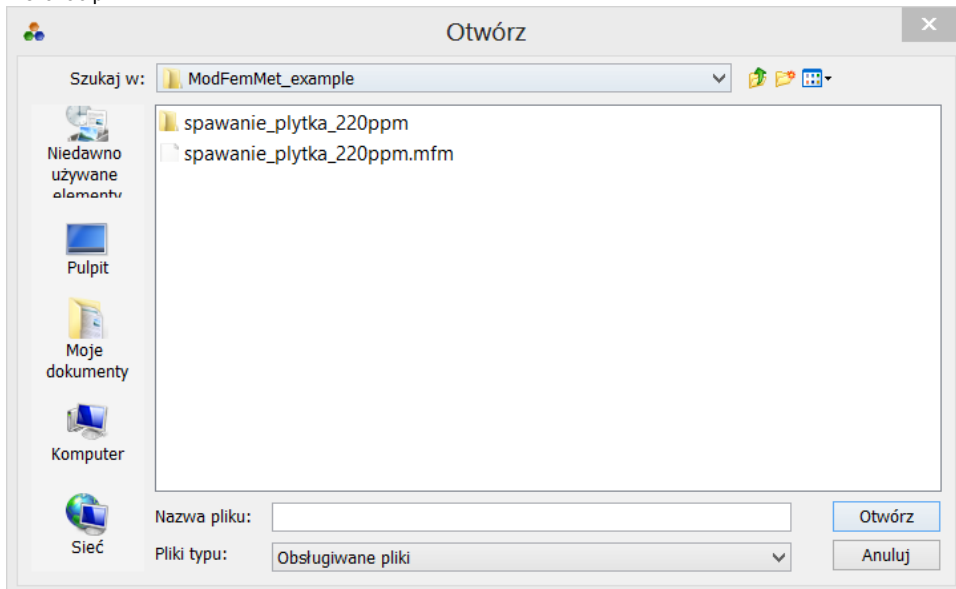 Otwórz
Szukaj w: ModFemMet_example
spawanie_plytka_220ppm
spawanie_plytka_220ppm.mfm
Niedawno
używane
elementy
Pulpit
Moje
dokumenty
Komputer
Sieć
Nazwa pliku:
Otwórz
Pliki typu: Obsługiwane pliki
Anuluj